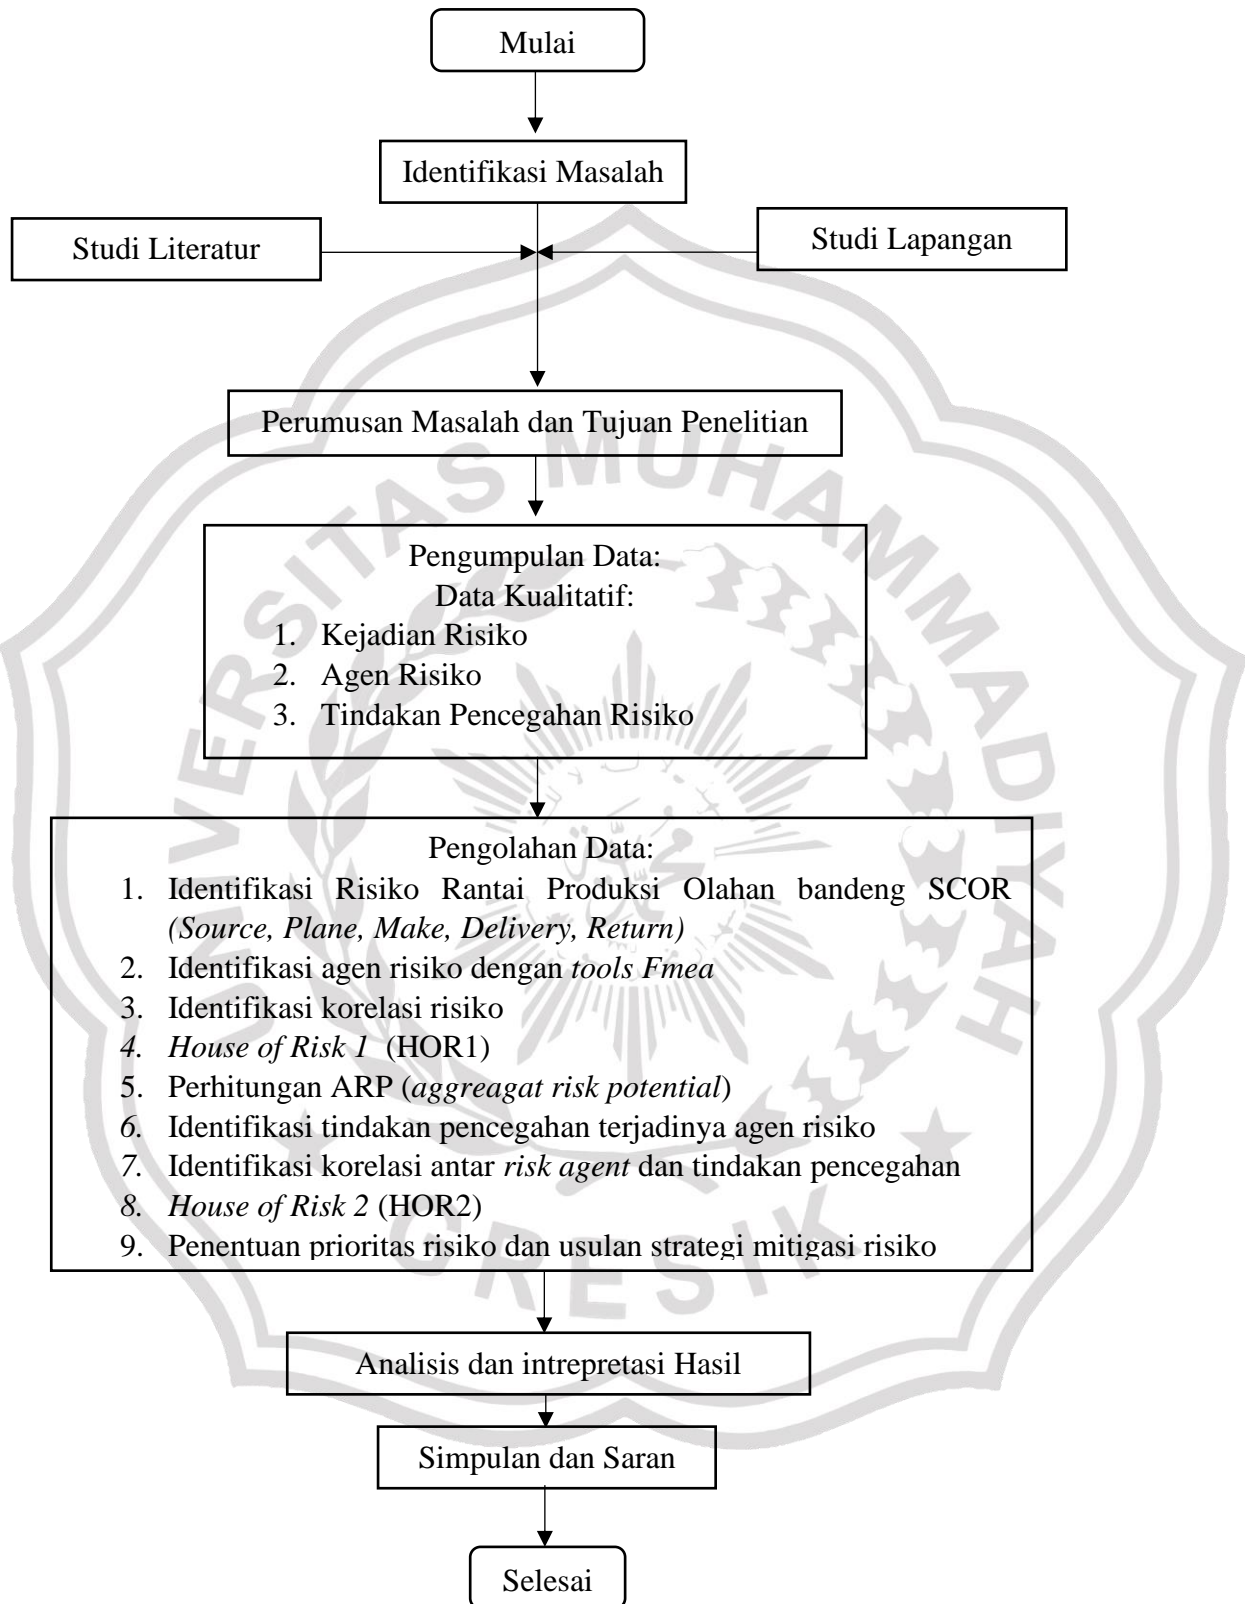 Mulai
Identifikasi Masalah
Studi Literatur
Studi Lapangan
Perumusan Masalah dan Tujuan Penelitian
Pengumpulan Data:
Data Kualitatif:
1. Kejadian Risiko
2. Agen Risiko
3. Tindakan Pencegahan Risiko
Pengolahan Data:
1. Identifikasi Risiko Rantai Produksi Olahan bandeng SCOR
(Source, Plane, Make, Delivery, Return)
2. Identifikasi agen risiko dengan tools Fmea
3. Identifikasi korelasi risiko
4. House of Risk 1 (HOR1)
5. Perhitungan ARP (aggreagat risk potential)
6. Identifikasi tindakan pencegahan terjadinya agen risiko
7. Identifikasi korelasi antar risk agent dan tindakan pencegahan
8. House of Risk 2 (HOR2)
9. Penentuan prioritas risiko dan usulan strategi mitigasi risiko
Analisis dan intrepretasi Hasil
Simpulan dan Saran
Selesai
UNIVERSITAS MUHAMMADIYAH
GRESIK